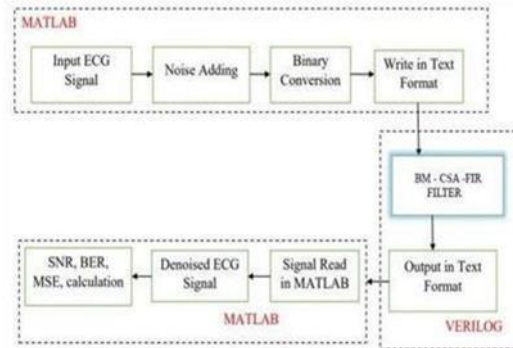 MATLAB
Input ECG
Signal
Noise Adding
Binary
Conversion
Write in Text
Format
BM - CSA -FIR
FILTER
Output in Text
Format
VERILOG
Signal Read
in MATLAB
Denoised ECG
Signal
SNR, BER,
MSE, calculation
MATLAB